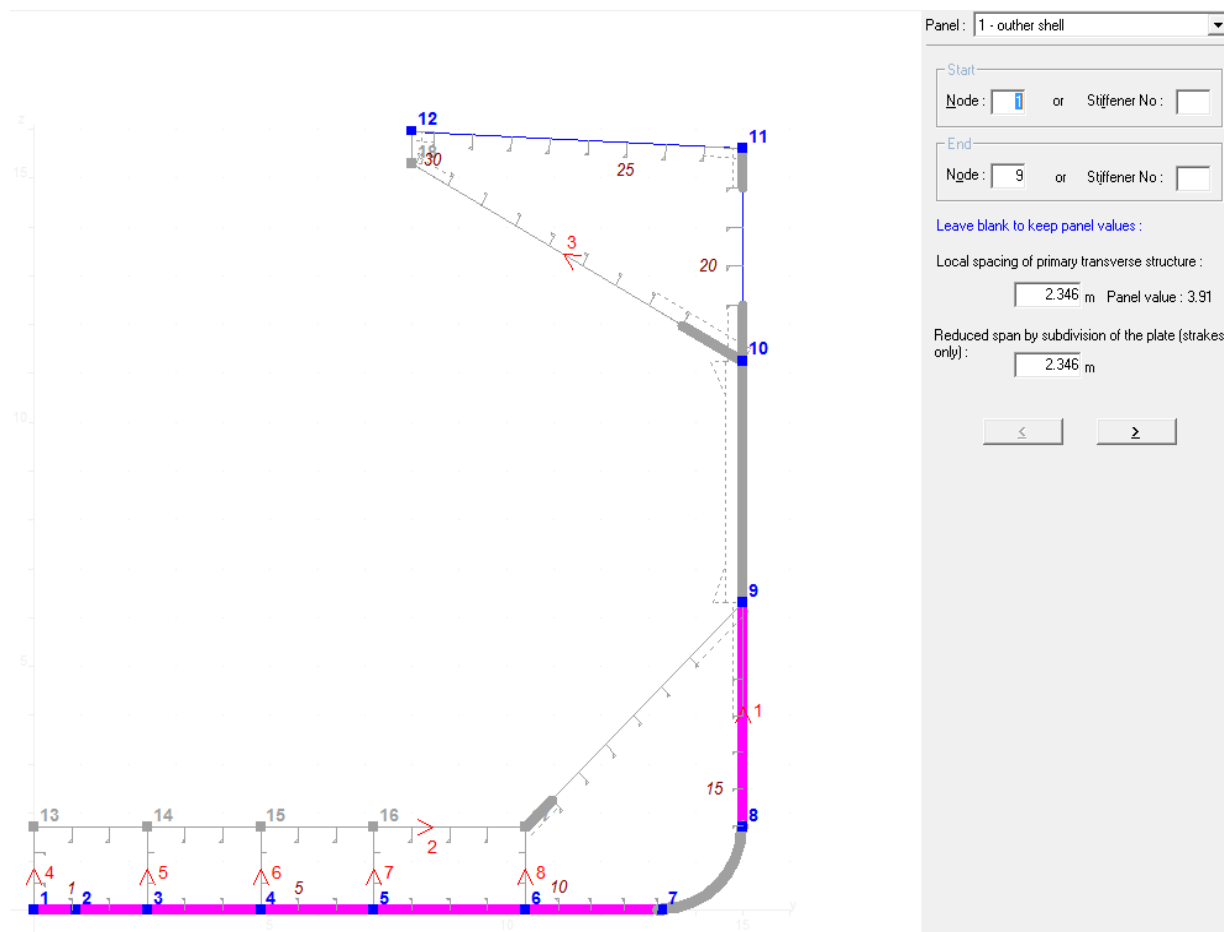 Panel : 1 - outher shell
Start
Node : 1 or Stiffener No :
End
Node : 9 or Stiffener No :
Leave blank to keep panel values :
Local spacing of primary transverse structure :
2.346 m Panel value : 3.91
Reduced span by subdivision of the plate (strakes
only) :
2.346 m
< >
z
12
11
18
30
25
15
3
20
10
10
9
5
1
15
13 14 15 16
8
2
4 5 6 7 8
1 1 2 3 4 5 5 6 10 7
y
5 10 15